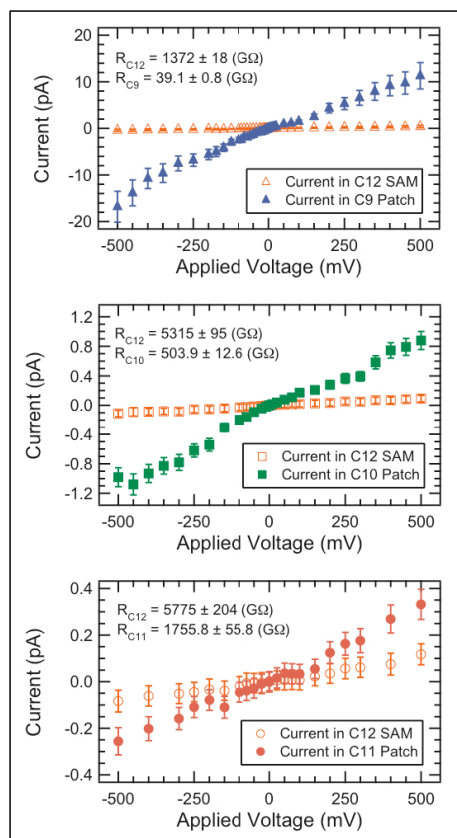 R_C12 = 1372 ± 18 (GΩ)
R_C9 = 39.1 ± 0.8 (GΩ)
20
10
0
-10
-20
Current (pA)
Current in C12 SAM
Current in C9 Patch
-500 -250 0 250 500
Applied Voltage (mV)
R_C12 = 5315 ± 95 (GΩ)
R_C10 = 503.9 ± 12.6 (GΩ)
1.2
0.8
0.4
0.0
-0.4
-0.8
-1.2
Current (pA)
Current in C12 SAM
Current in C10 Patch
-500 -250 0 250 500
Applied Voltage (mV)
R_C12 = 5775 ± 204 (GΩ)
R_C11 = 1755.8 ± 55.8 (GΩ)
0.4
0.2
0.0
-0.2
-0.4
Current (pA)
Current in C12 SAM
Current in C11 Patch
-500 -250 0 250 500
Applied Voltage (mV)